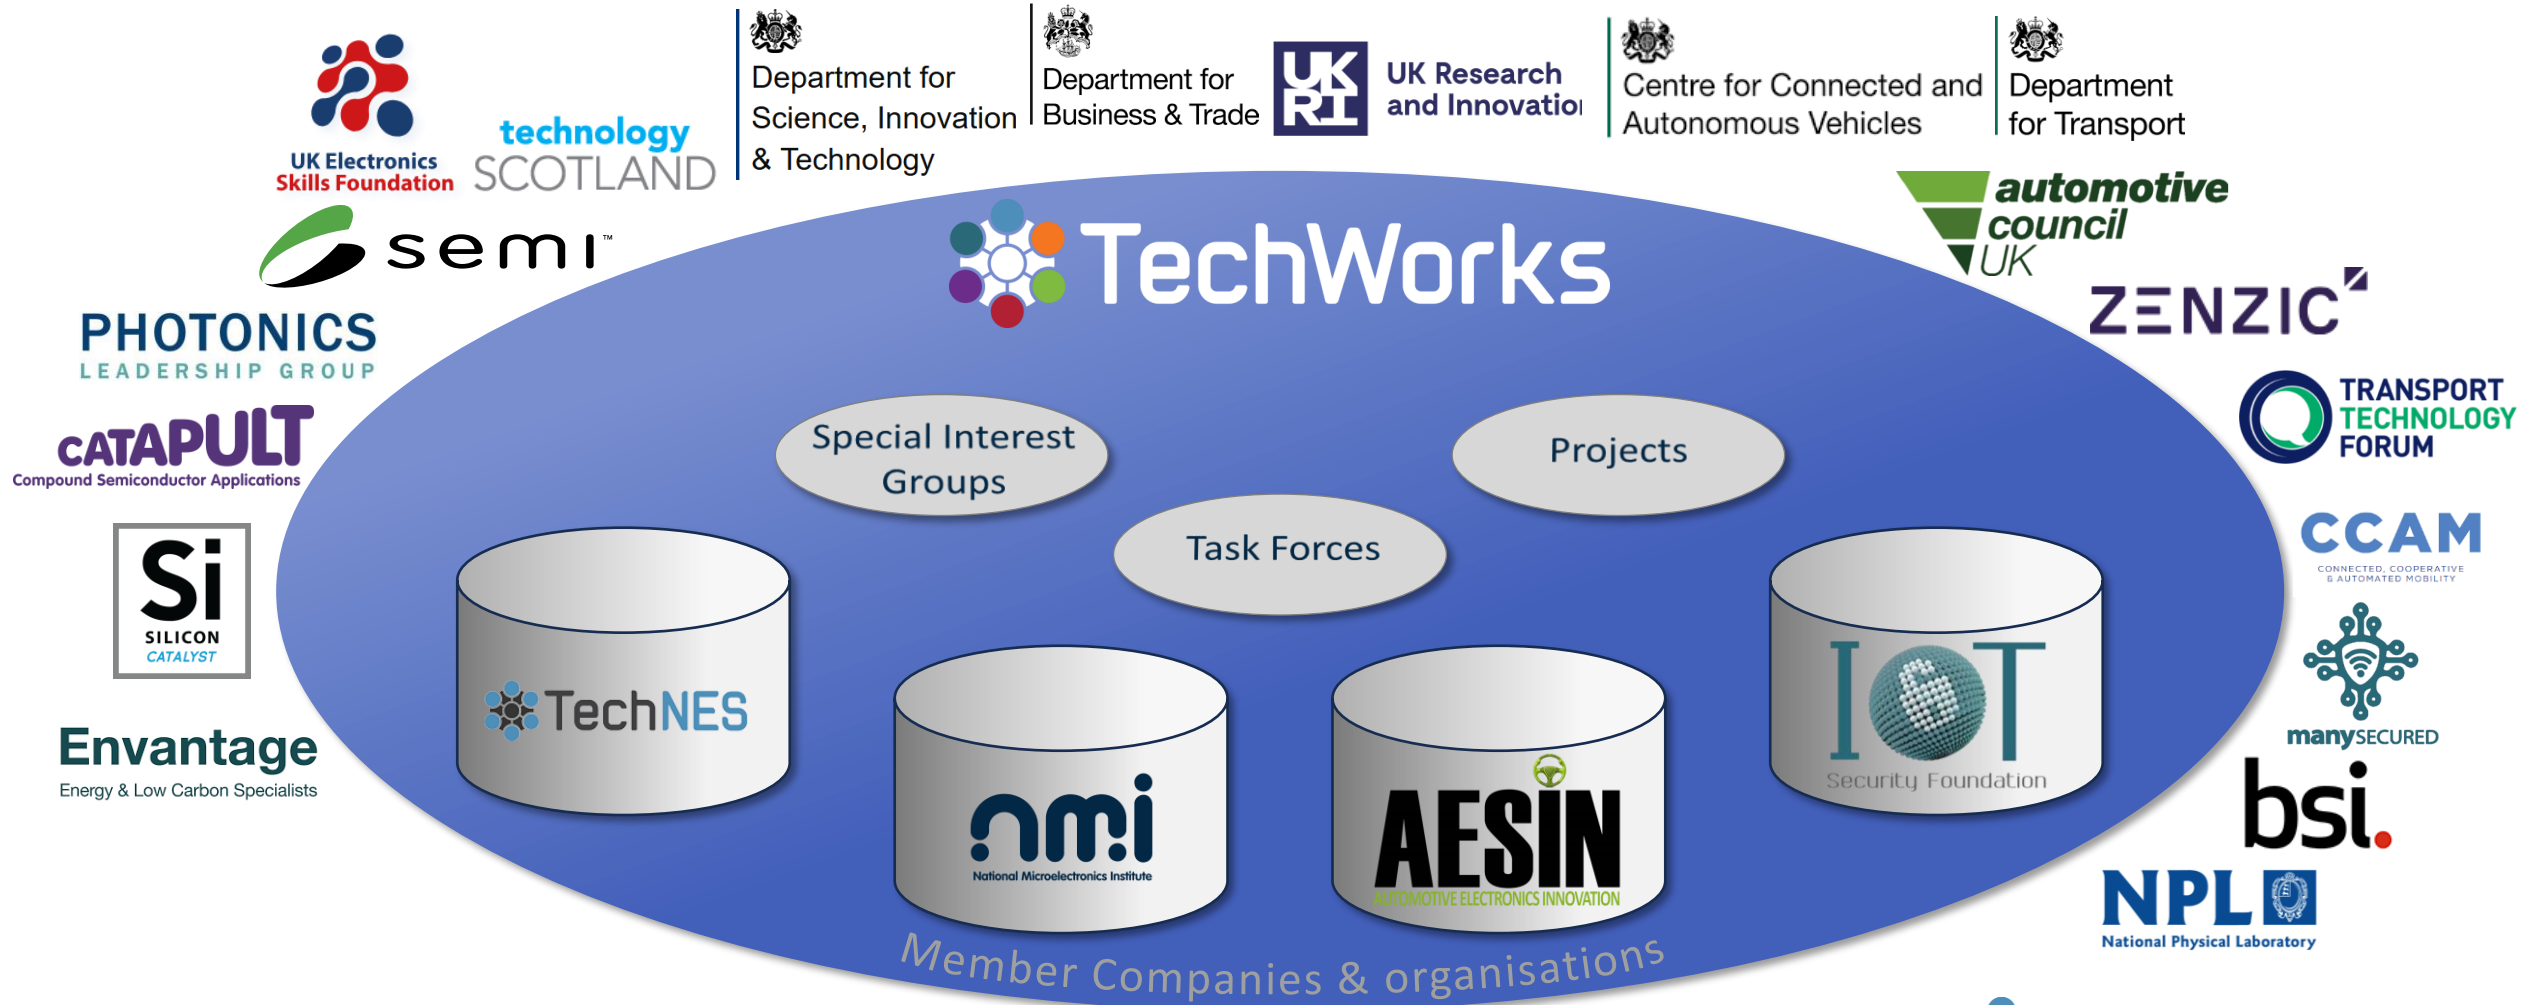 UK Electronics
Skills Foundation
technology
SCOTLAND
Department for
Science, Innovation
& Technology
Department for
Business & Trade
UK
RI
UK Research
and Innovatio
Centre for Connected and
Autonomous Vehicles
Department
for Transport
semi™
PHOTONICS
LEADERSHIP GROUP
CATAPULT
Compound Semiconductor Applications
Si
SILICON
CATALYST
Envantage
Energy & Low Carbon Specialists
TechWorks
Special Interest
Groups
Projects
Task Forces
TechNES
nmi
National Microelectronics Institute
AESIN
AUTOMOTIVE ELECTRONICS INNOVATION
IOT
Security Foundation
Member Companies & organisations
automotive
council
UK
ZENZIC
TRANSPORT
TECHNOLOGY
FORUM
CCAM
CONNECTED, COOPERATIVE
& AUTOMATED MOBILITY
manySECURED
bsi.
NPL
National Physical Laboratory